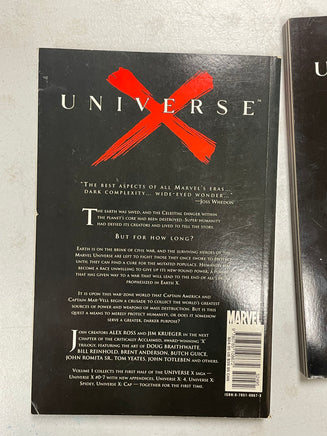 UNIVERSE™
X
"The best aspects of all Marvel's eras...
dark complexity... wide-eyed wonder."
—Joss Whedon
The Earth was saved, and the Celestial danger within
the planet's core had been destroyed. Super humanity
had defied its creators and lived to tell the story.
But for how long?
Earth is on the brink of civil war, and the surviving heroes of the
Marvel Universe are left to fight those they once swore to protect
until they can find a cure for the mutated populace. Humanity has
become a race unwilling to give up its new-found power, a power
that has given way to a war that will send to the end of all's
prophesized in Earth X.
It is upon this war-zone world that Captain America and
Captain Mar-Vell begin a crusade to collect the world's greatest
sources of power and weapons of mass destruction. But is this
quest a means to merely protect humanity, or does it somehow
serve a greater, darker purpose?
Join creators ALEX ROSS and JIM KRUEGER in the next
chapter of the critically acclaimed, award-winning 'X'
trilogy, featuring the art of DOUG BRAITHWAITE,
BILL REINHOLD, BRENT ANDERSON, BUTCH GUICE,
JOHN ROMITA SR., TOM YEATES, JOHN TOTLEBEN and others.
Volume 1 collects the first half of the Universe X saga —
Universe X #0-7 with new appendices, Universe X: 4, Universe X:
Spidey, Universe X: Cap — together for the first time.
MARVEL
ISBN 0-7851-0867-2
U